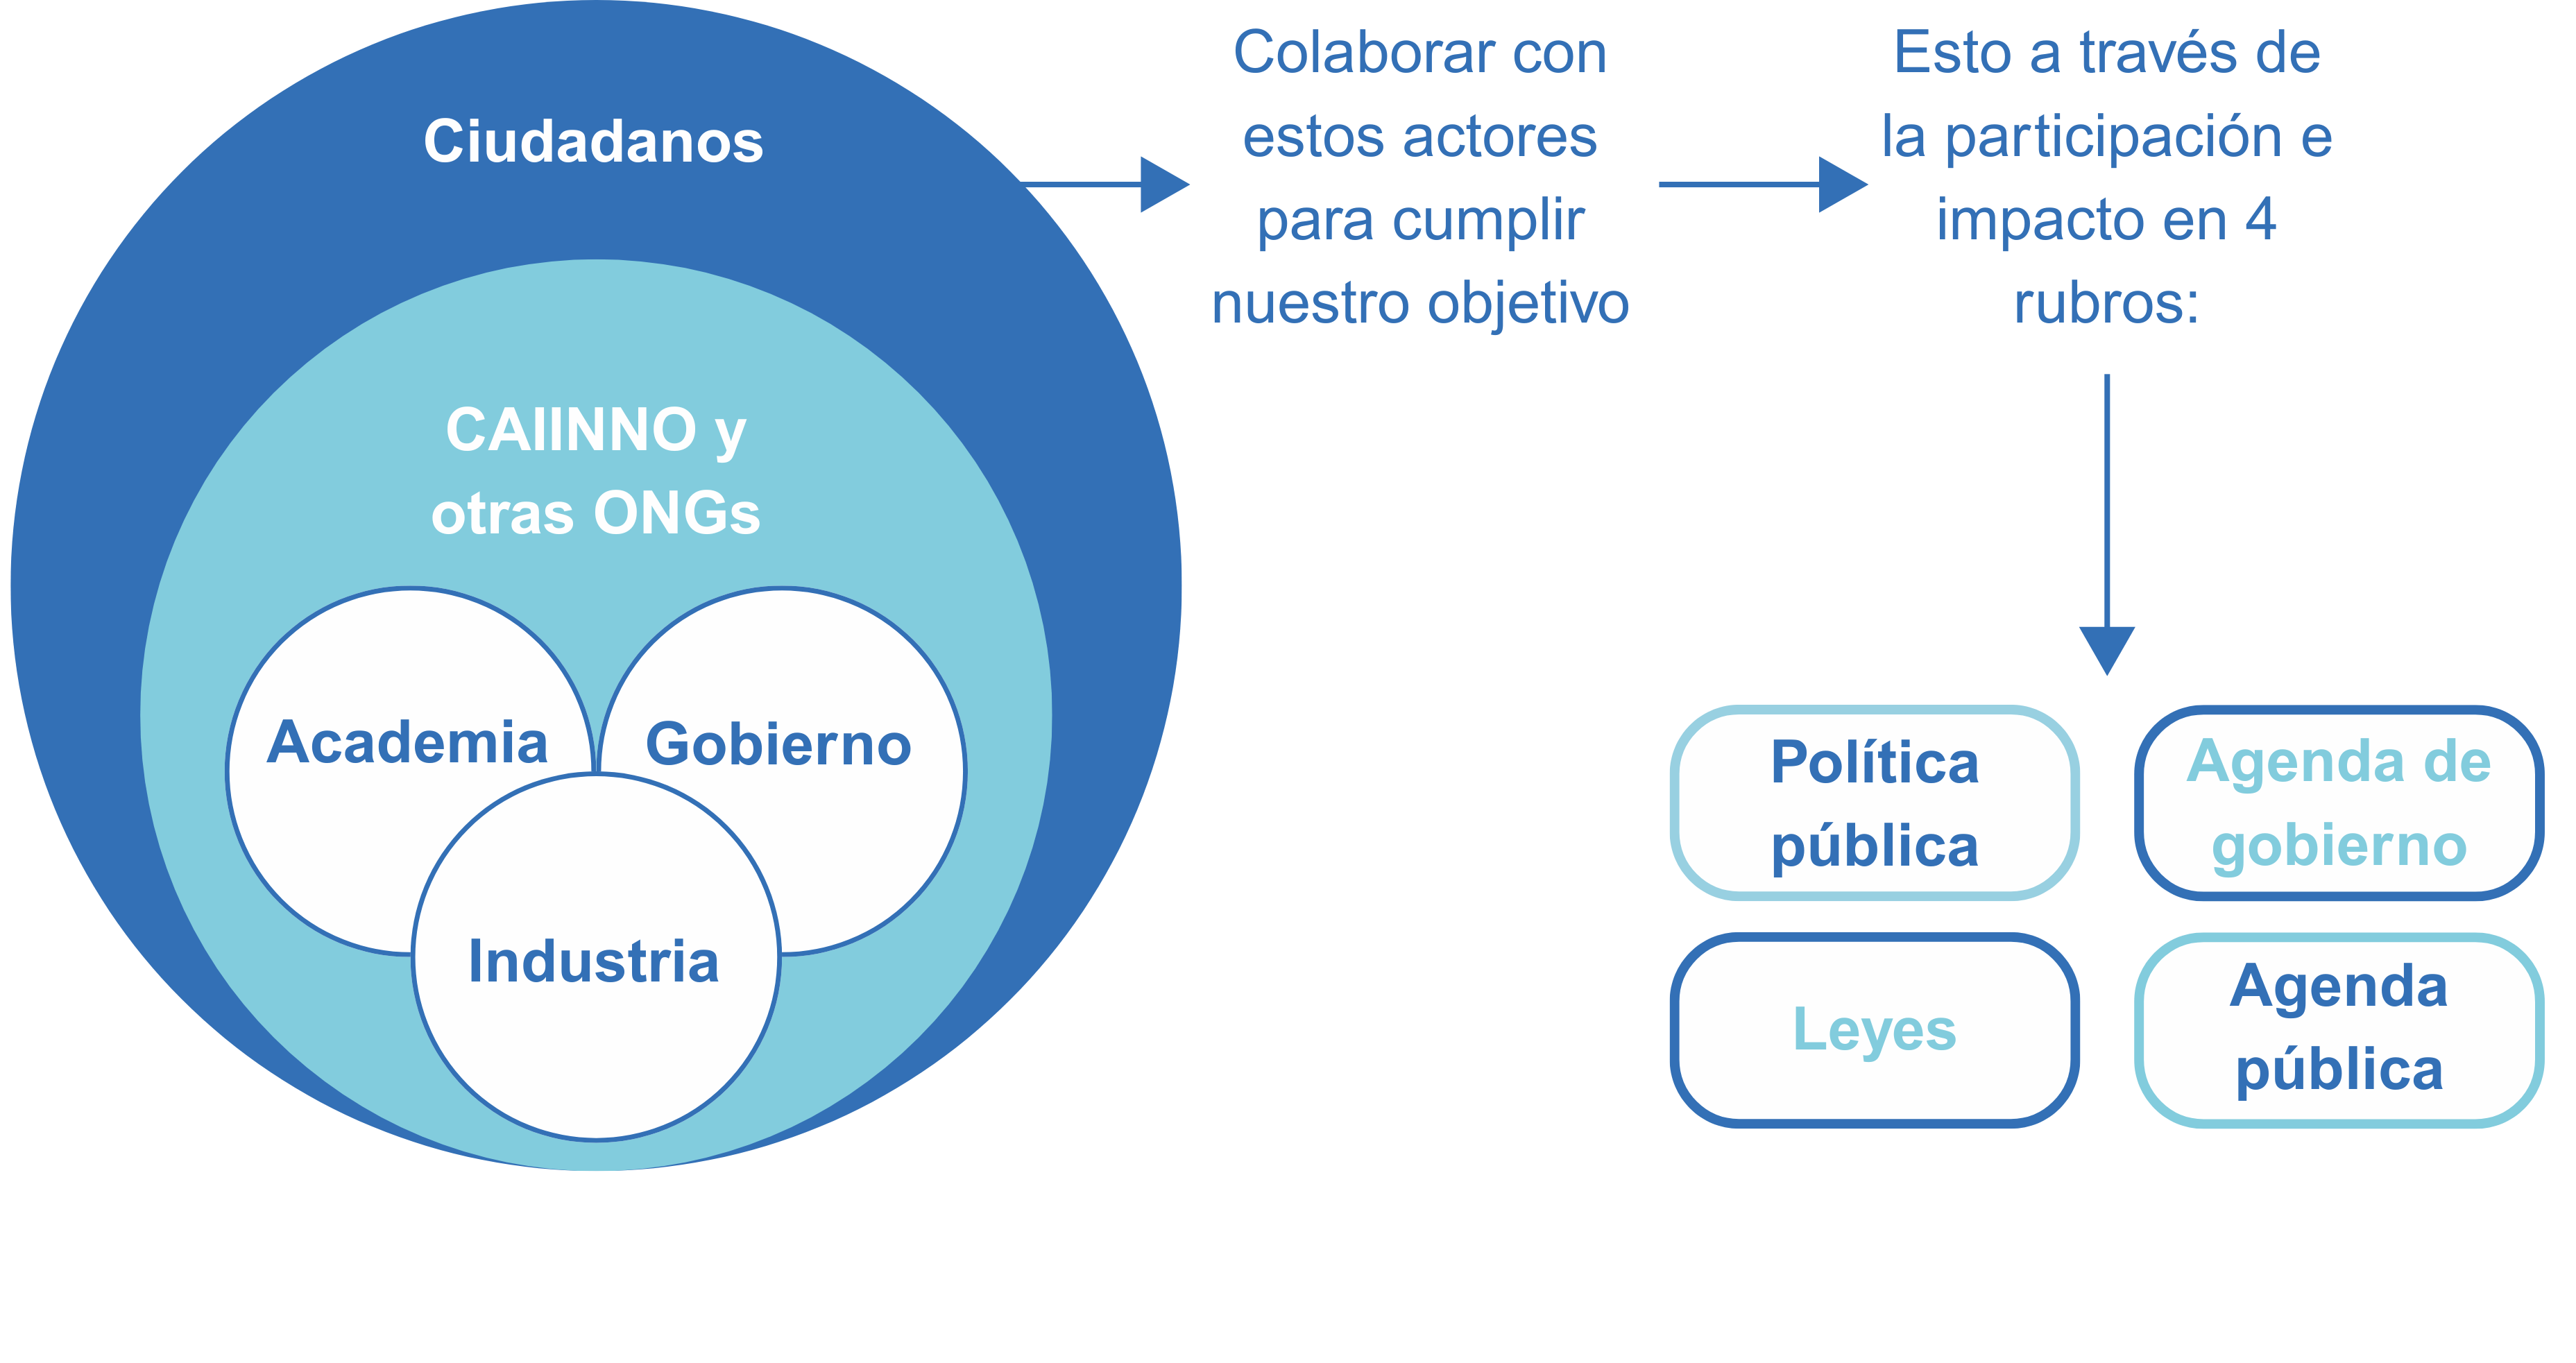 Ciudadanos
CAIINNO y
otras ONGs
Academia
Gobierno
Industria
Colaborar con
estos actores
para cumplir
nuestro objetivo
Esto a través de
la participación e
impacto en 4
rubros:
Política
pública
Agenda de
gobierno
Leyes
Agenda
pública